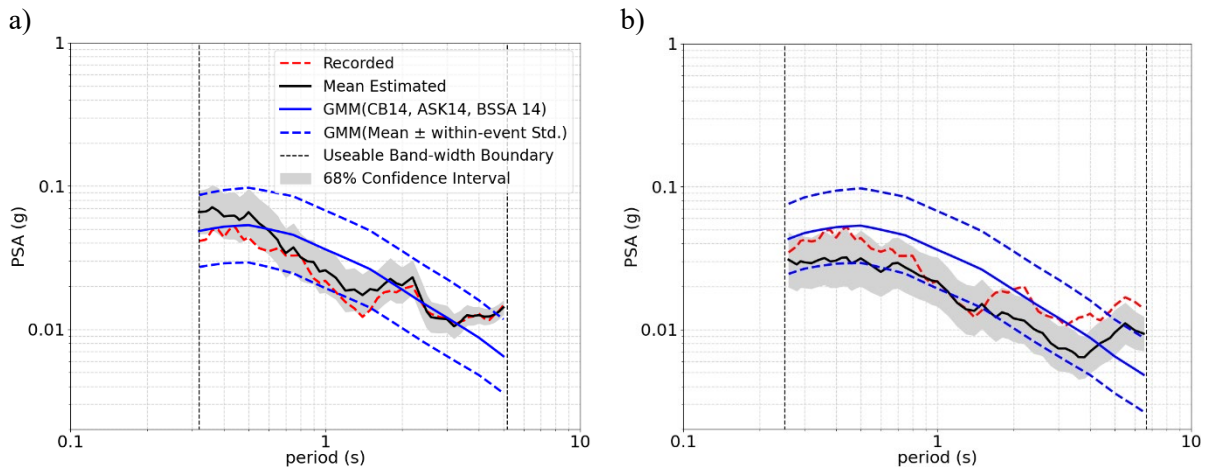 a)
1
0.1
0.01
PSA (g)
0.1
1
10
period (s)
Recorded
Mean Estimated
GMM(CB14, ASK14, BSSA 14)
GMM(Mean ± within-event Std.)
Useable Band-width Boundary
68% Confidence Interval
b)
1
0.1
0.01
PSA (g)
0.1
1
10
period (s)